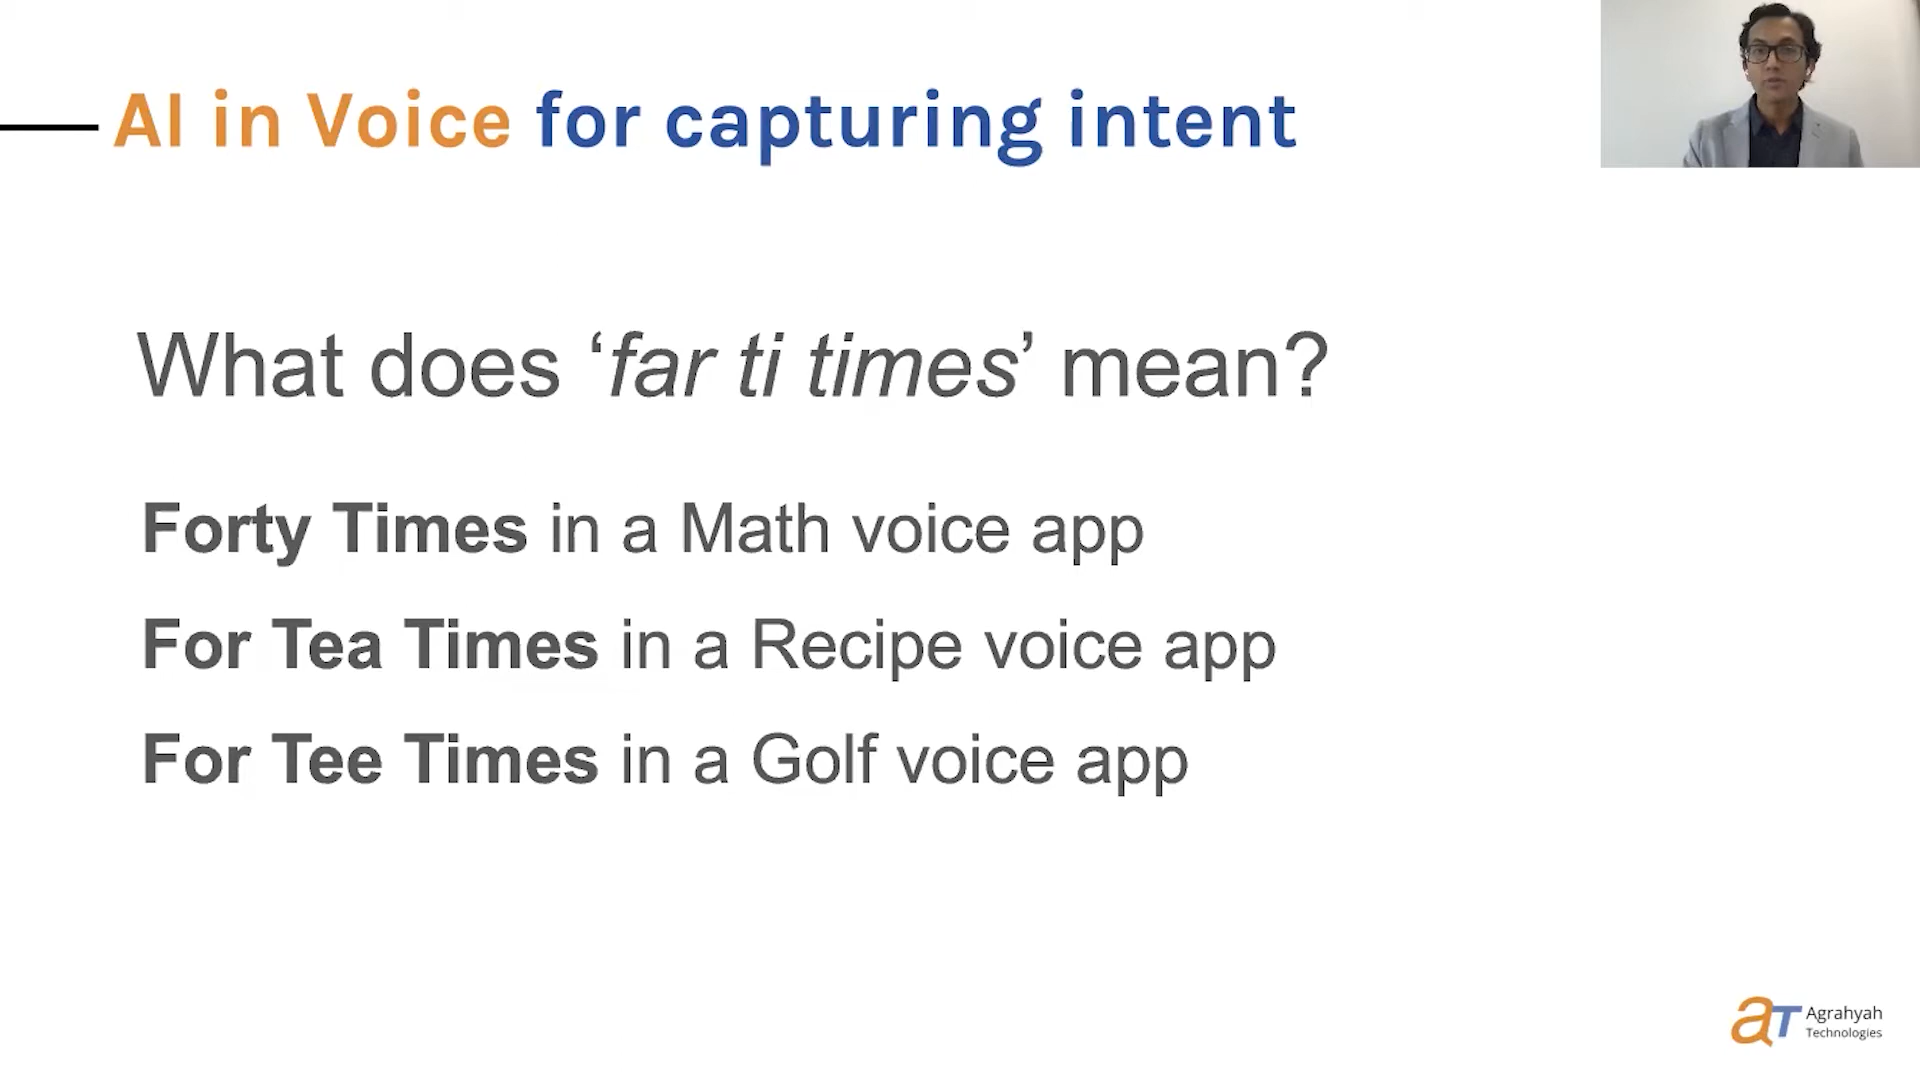 AI in Voice for capturing intent
What does ‘far ti times’ mean?
Forty Times in a Math voice app
For Tea Times in a Recipe voice app
For Tee Times in a Golf voice app
aT Agrahyah
Technologies